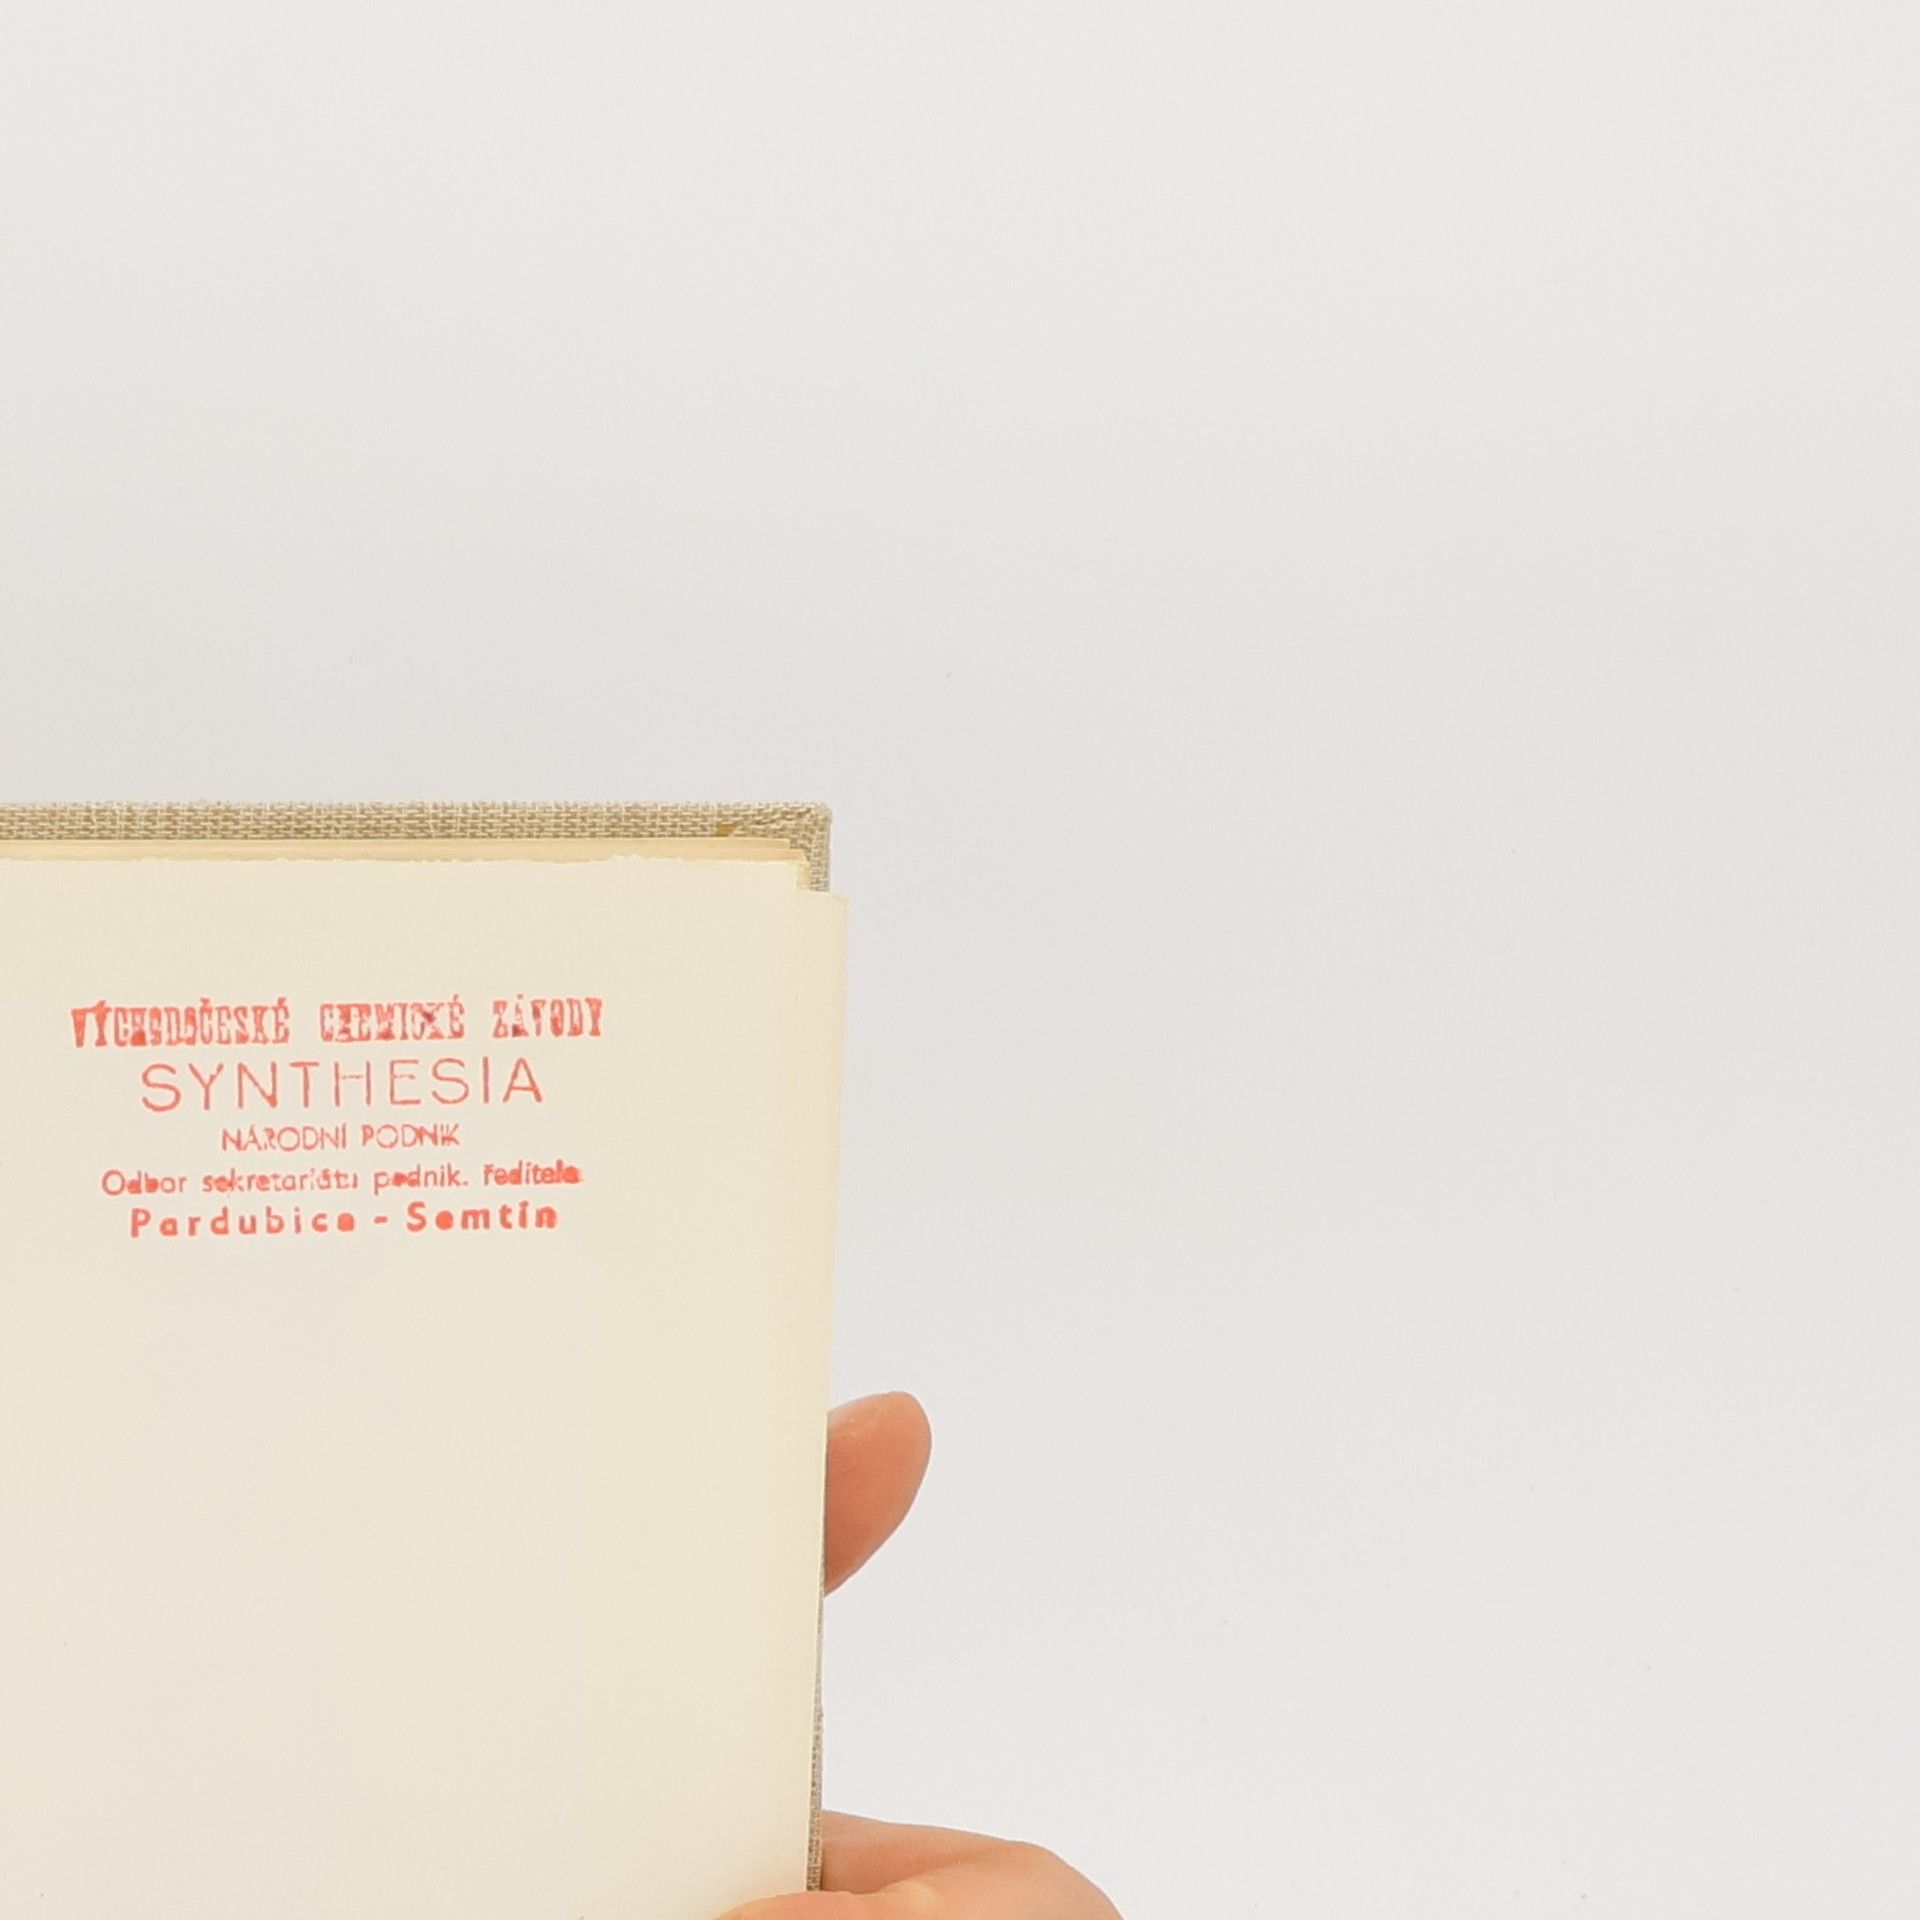 VÝCHODOČESKÉ CHEMICKÉ ZÁVODY
SYNTHESIA
NÁRODNÍ PODNIK
Odbor sekretariátu podnik. ředitele
Pardubice - Semtín